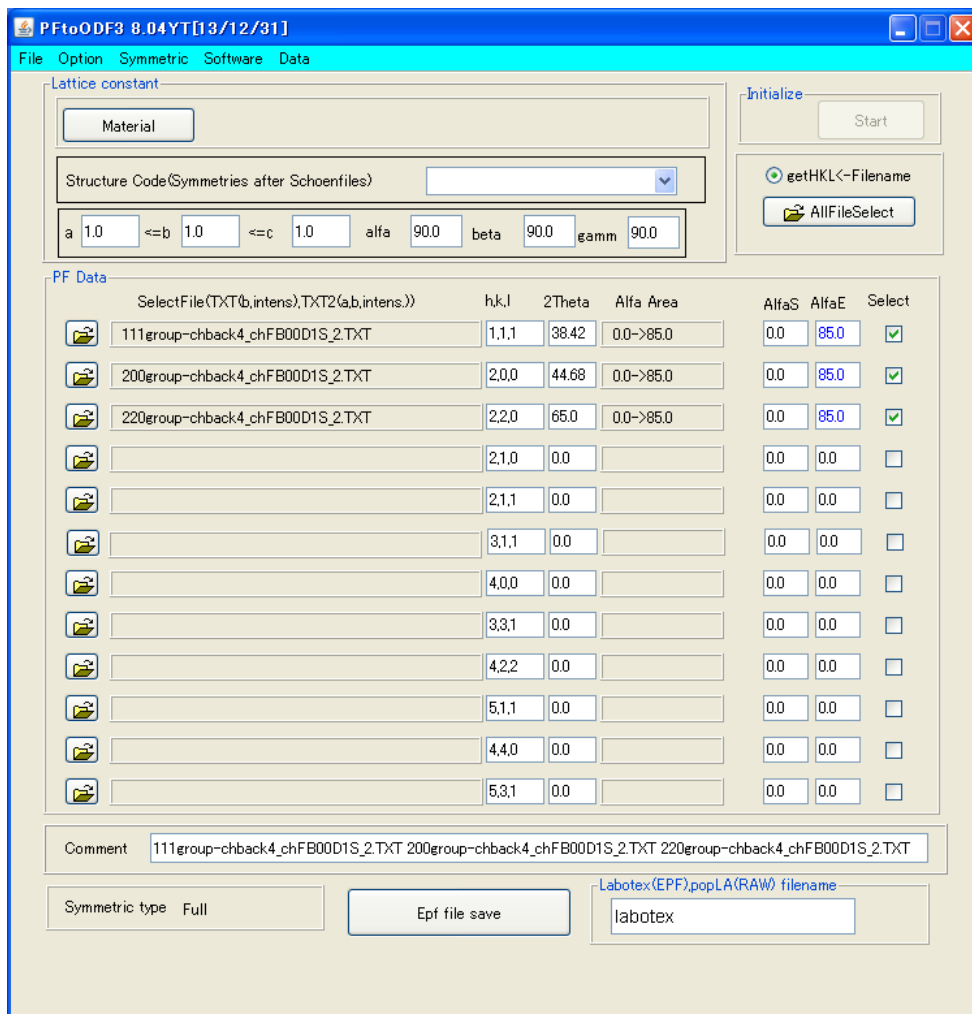 PFtoODF3 8.04YT[13/12/31]
File Option Symmetric Software Data
Lattice constant
Material
Initialize
Start
Structure Code(Symmetries after Schoenfiles)
getHKL<-Filename
AllFileSelect
a 1.0 <=b 1.0 <=c 1.0 alfa 90.0 beta 90.0 gamm 90.0
PF Data
SelectFile(TXT(b,intens),TXT2(a,b,intens.)) h,k,l 2Theta Alfa Area AlfaS AlfaE Select
111group-chback4_chFB00D1S_2.TXT 1,1,1 38.42 0.0->85.0 0.0 85.0
200group-chback4_chFB00D1S_2.TXT 2,0,0 44.68 0.0->85.0 0.0 85.0
220group-chback4_chFB00D1S_2.TXT 2,2,0 65.0 0.0->85.0 0.0 85.0
2,1,0 0.0 0.0 0.0
2,1,1 0.0 0.0 0.0
3,1,1 0.0 0.0 0.0
4,0,0 0.0 0.0 0.0
3,3,1 0.0 0.0 0.0
4,2,2 0.0 0.0 0.0
5,1,1 0.0 0.0 0.0
4,4,0 0.0 0.0 0.0
5,3,1 0.0 0.0 0.0
Comment 111group-chback4_chFB00D1S_2.TXT 200group-chback4_chFB00D1S_2.TXT 220group-chback4_chFB00D1S_2.TXT
Symmetric type Full
Epf file save
Labotex(EPF),popLA(RAW) filename
labotex